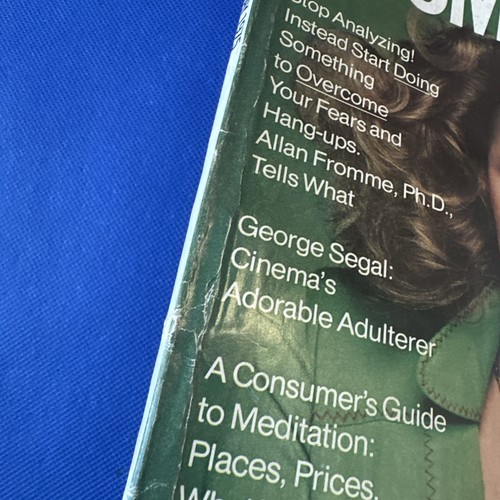 Stop Analyzing!
Instead Start Doing
Something
to Overcome
Your Fears and
Hang-ups.
Allan Fromme, Ph.D.,
Tells What
George Segal:
Cinema's
Adorable Adulterer
A Consumer's Guide
to Meditation:
Places, Prices,